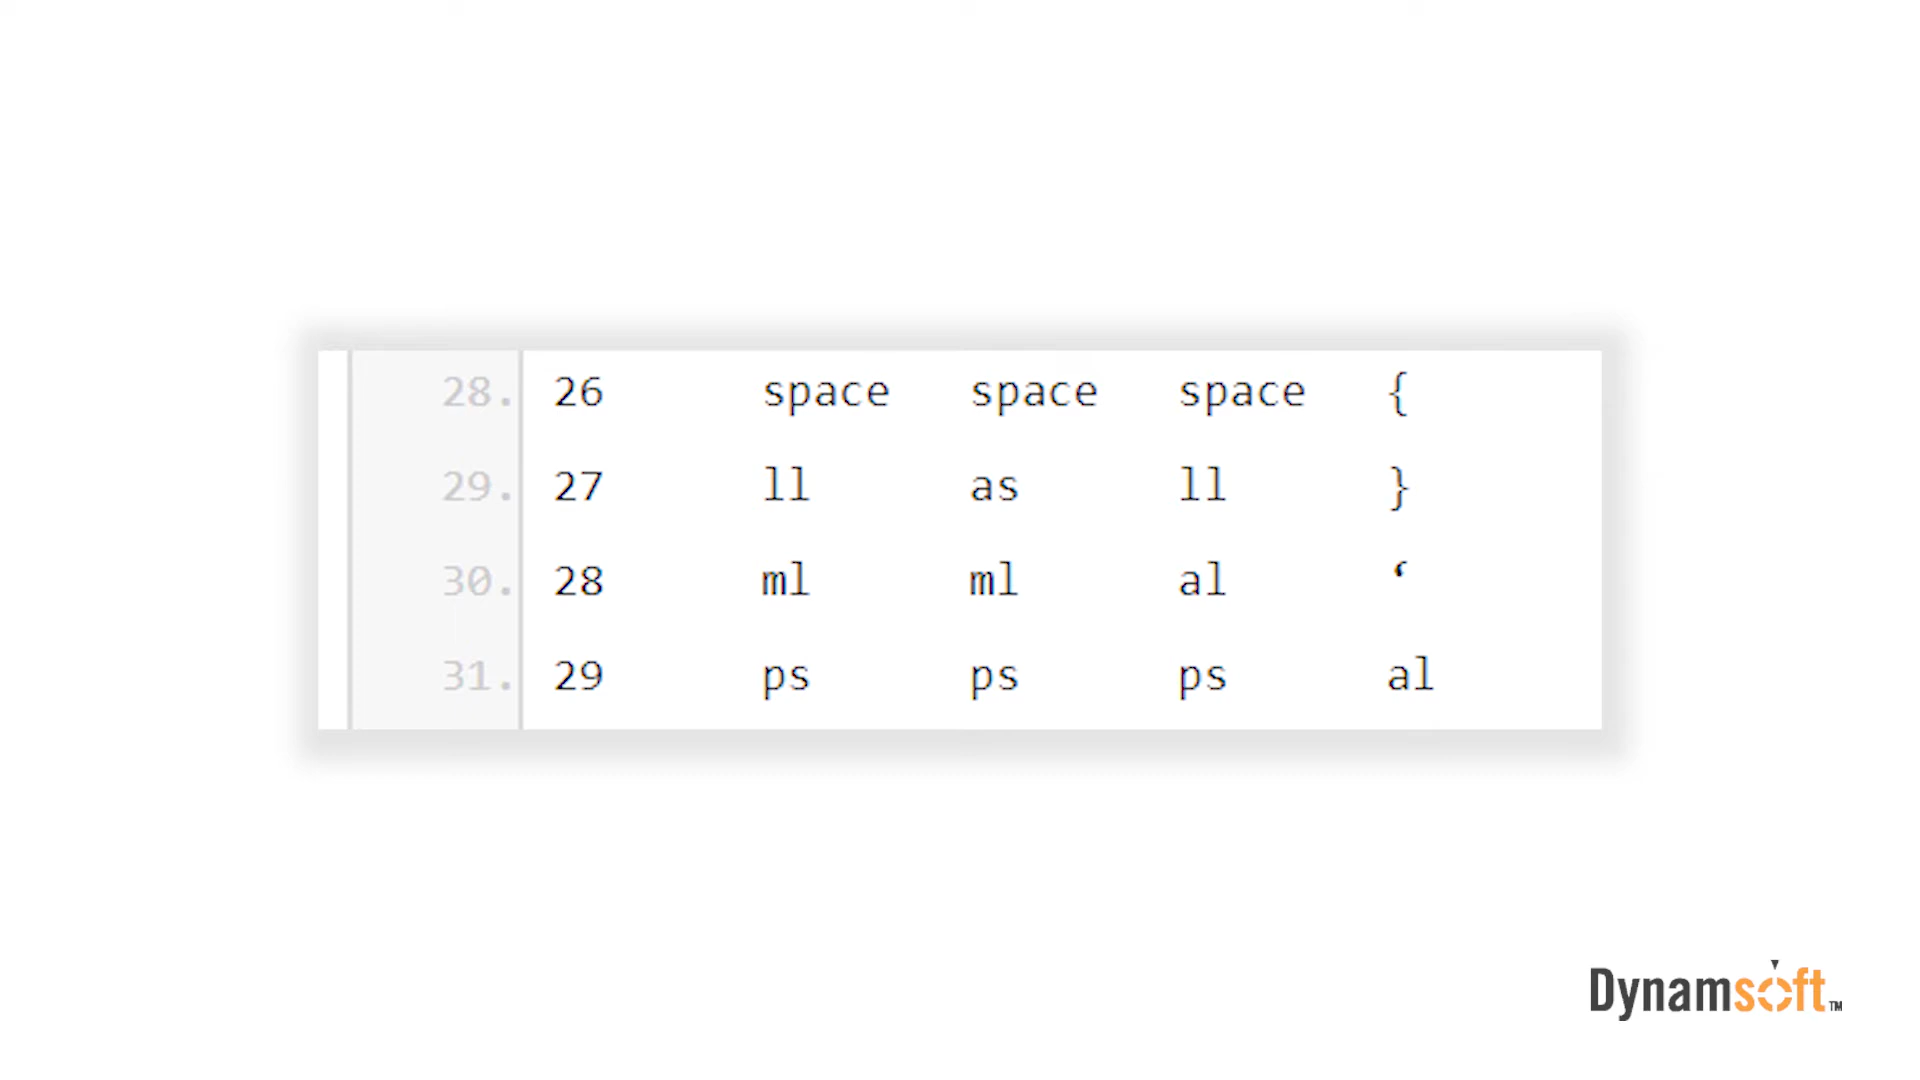 28. 26 space space space {
29. 27 ll as ll }
30. 28 ml ml al ‘
31. 29 ps ps ps al
Dynamsoft™